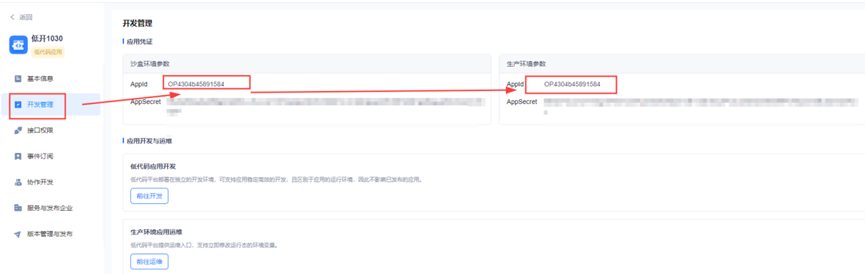 返回
低开1030
低代码应用
基本信息
开发管理
接口权限
事件订阅
协作开发
服务与发布企业
版本管理与发布
开发管理
应用凭证
沙盒环境参数
AppId OP4304b45891584
AppSecret
生产环境参数
AppId OP4304b45891584
AppSecret
应用开发与运维
低代码应用开发
低代码平台部署在独立的开发环境，可支持应用稳定高效的开发，且区别于应用的运行环境，因此不影响已发布的应用。
前往开发
生产环境应用运维
低代码平台提供运维入口，支持立即修改运行态的环境变量。
前往运维